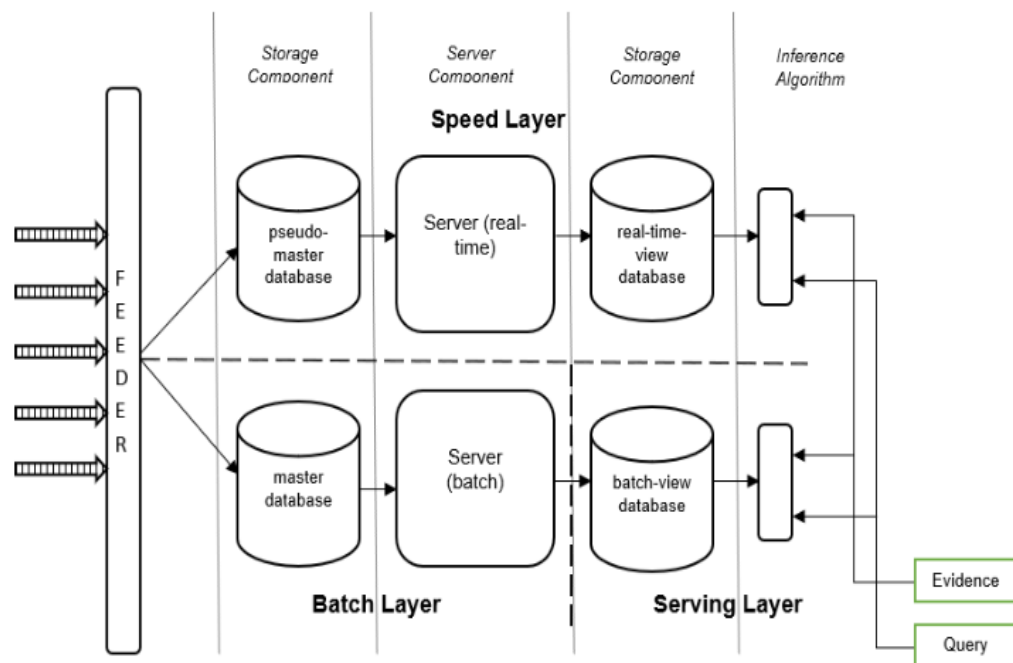 Storage
Component
Server
Component
Storage
Component
Inference
Algorithm
Speed Layer
pseudo-
master
database
Server (real-
time)
real-time-
view
database
F
E
E
D
E
R
master
database
Server
(batch)
batch-view
database
Batch Layer
Serving Layer
Evidence
Query